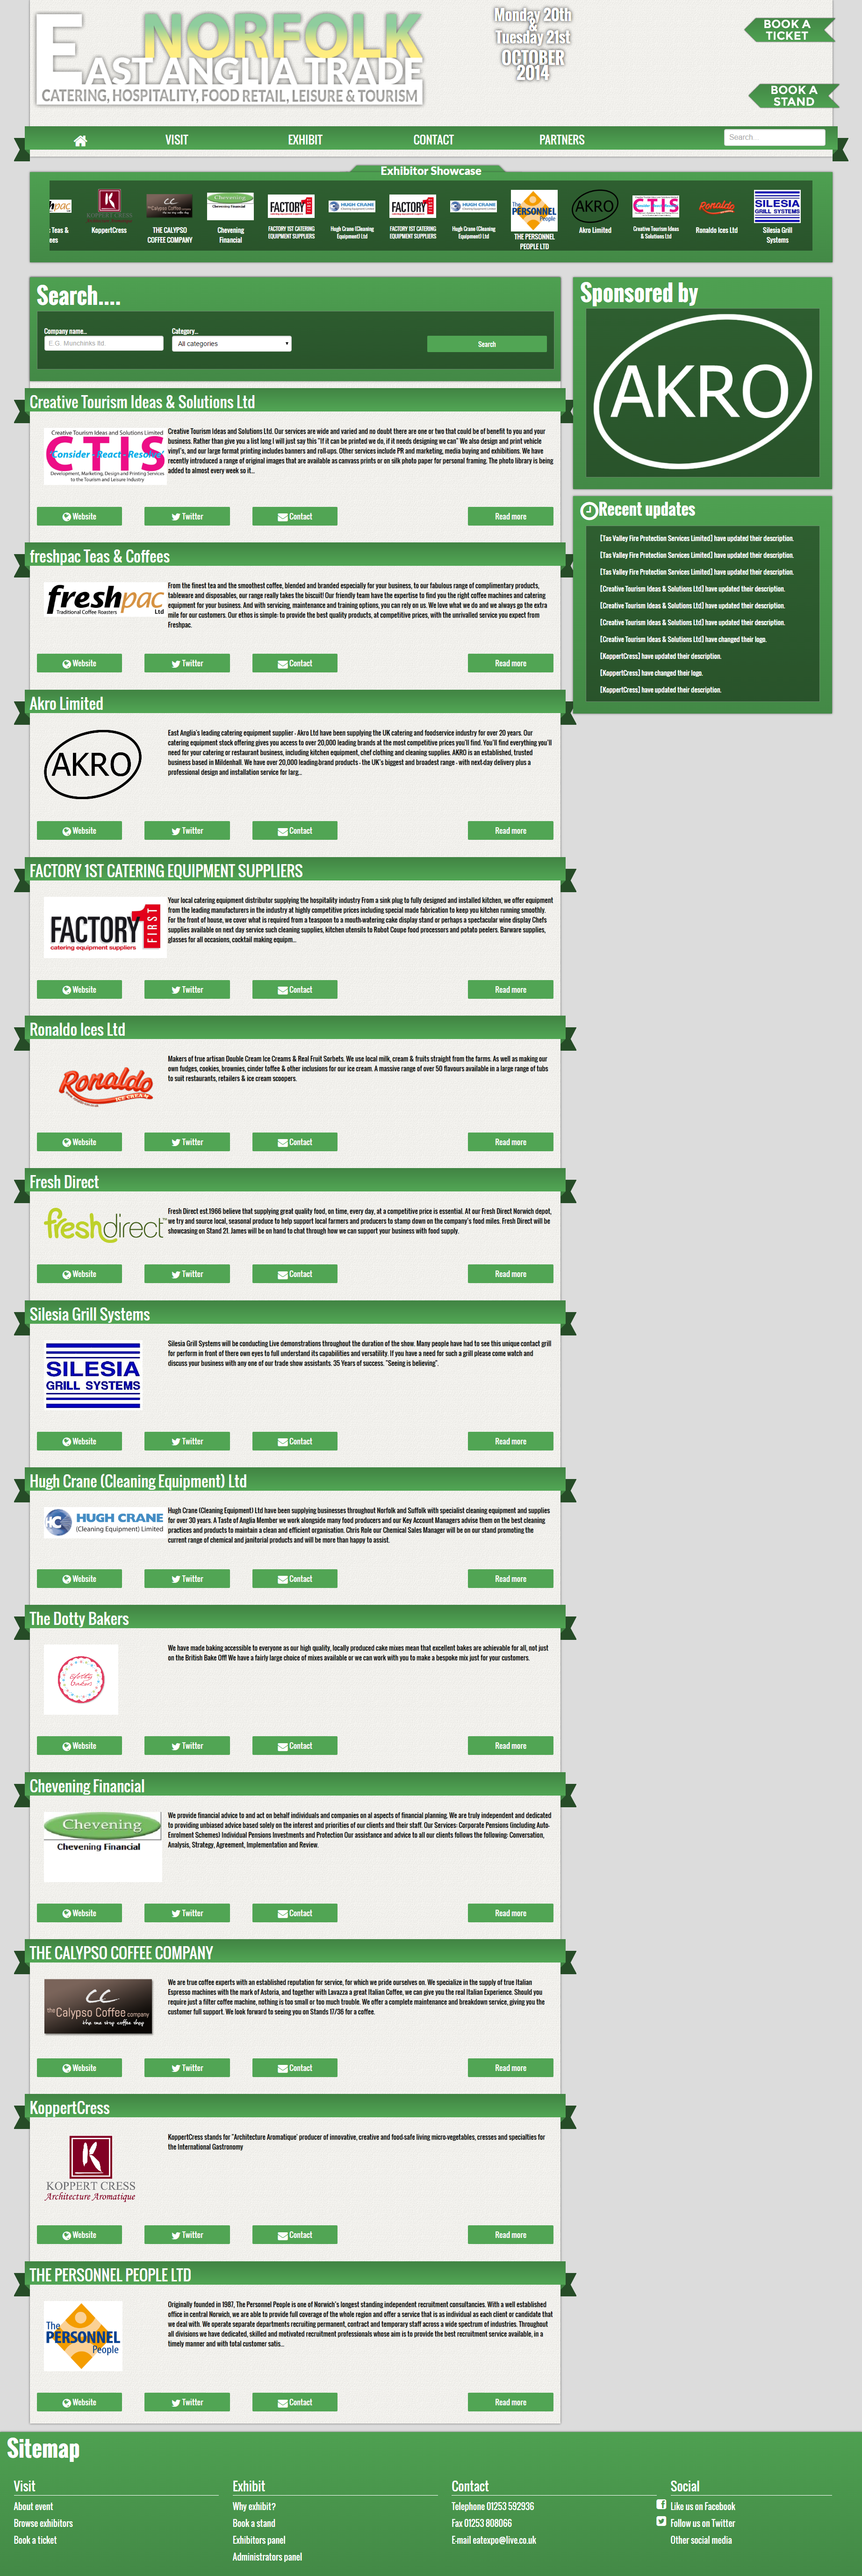 NORFOLK
EAST ANGLIA TRADE
CATERING, HOSPITALITY, FOOD RETAIL, LEISURE & TOURISM
Monday 20th
&
Tuesday 21st
OCTOBER
2014
BOOK A
TICKET
BOOK A
STAND
VISIT
EXHIBIT
CONTACT
PARTNERS
Search...
Exhibitor Showcase
KoppertCress
THE CALYPSO
COFFEE COMPANY
Chevening
Financial
FACTORY 1ST CATERING
EQUIPMENT SUPPLIERS
Hugh Crane (Cleaning
Equipment) Ltd
FACTORY 1ST CATERING
EQUIPMENT SUPPLIERS
Hugh Crane (Cleaning
Equipment) Ltd
THE PERSONNEL
PEOPLE LTD
Akro Limited
Creative Tourism Ideas
& Solutions Ltd
Ronaldo Ices Ltd
Silesia Grill
Systems
Search....
Company name...
E.G. Munchinks ltd.
Category...
All categories
Search
Sponsored by
AKRO
Recent updates
[Tas Valley Fire Protection Services Limited] have updated their description.
[Tas Valley Fire Protection Services Limited] have updated their description.
[Tas Valley Fire Protection Services Limited] have updated their description.
[Creative Tourism Ideas & Solutions Ltd] have updated their description.
[Creative Tourism Ideas & Solutions Ltd] have updated their description.
[Creative Tourism Ideas & Solutions Ltd] have updated their description.
[Creative Tourism Ideas & Solutions Ltd] have changed their logo.
[KoppertCress] have updated their description.
[KoppertCress] have changed their logo.
[KoppertCress] have updated their description.
Creative Tourism Ideas & Solutions Ltd
Creative Tourism Ideas and Solutions Limited
CTIS
"Consider - React - Resolve"
Development, Marketing, Design and Printing Services
to the Tourism and Leisure Industry
Creative Tourism Ideas and Solutions Ltd. Our services are wide and varied and no doubt there are one or two that could be of benefit to you and your
business. Rather than give you a list long I will just say this "If it can be printed we do, if it needs designing we can" We also design and print vehicle
vinyl's, and our large format printing includes banners and roll-ups. Other services include PR and marketing, media buying and exhibitions. We have
recently introduced a range of original images that are available as canvass prints or on silk photo paper for personal framing. The photo library is being
added to almost every week so it...
Website
Twitter
Contact
Read more
freshpac Teas & Coffees
freshpac
Traditional Coffee Roasters Ltd
From the finest tea and the smoothest coffee, blended and branded especially for your business, to our fabulous range of complimentary products,
tableware and disposables, our range really takes the biscuit! Our friendly team have the expertise to find you the right coffee machines and catering
equipment for your business. And with servicing, maintenance and training options, you can rely on us. We love what we do and we always go the extra
mile for our customers. Our ethos is simple- to provide the best quality products, at competitive prices, with the unrivalled service you expect from
Freshpac.
Website
Twitter
Contact
Read more
Akro Limited
AKRO
East Anglia's leading catering equipment supplier - Akro Ltd have been supplying the UK catering and foodservice industry for over 20 years. Our
catering equipment stock offering gives you access to over 20,000 leading brands at the most competitive prices you'll find. You'll find everything you'll
need for your catering or restaurant business, including kitchen equipment, chef clothing and cleaning supplies. AKRO is an established, trusted
business based in Mildenhall. We have over 20,000 leading-brand products - the UK's biggest and broadest range - with next-day delivery plus a
professional design and installation service for larg...
Website
Twitter
Contact
Read more
FACTORY 1ST CATERING EQUIPMENT SUPPLIERS
FACTORY 1 FIRST
catering equipment suppliers
Your local catering equipment distributor supplying the hospitality industry From a sink plug to fully designed and installed kitchen, we offer equipment
from the leading manufacturers in the industry at highly competitive prices including special made fabrication to keep you kitchen running smoothly.
For the front of house, we cover what is required from a teaspoon to a mouth-watering cake display stand or perhaps a spectacular wine display Chefs
supplies available on next day service such cleaning supplies, kitchen utensils to Robot Coupe food processors and potato peelers. Barware supplies,
glasses for all occasions, cocktail making equipm...
Website
Twitter
Contact
Read more
Ronaldo Ices Ltd
Ronaldo
ICE CREAM
Makers of true artisan Double Cream Ice Creams & Real Fruit Sorbets. We use local milk, cream & fruits straight from the farms. As well as making our
own fudges, cookies, brownies, cinder toffee & other inclusions for our ice cream. A massive range of over 50 flavours available in a large range of tubs
to suit restaurants, retailers & ice cream scoopers.
Website
Twitter
Contact
Read more
Fresh Direct
freshdirect
Fresh Direct est.1966 believe that supplying great quality food, on time, every day, at a competitive price is essential. At our Fresh Direct Norwich depot,
we try and source local, seasonal produce to help support local farmers and producers to stamp down on the company's food miles. Fresh Direct will be
showcasing on Stand 21. James will be on hand to chat through how we can support your business with food supply.
Website
Twitter
Contact
Read more
Silesia Grill Systems
SILESIA
GRILL SYSTEMS
Silesia Grill Systems will be conducting Live demonstrations throughout the duration of the show. Many people have had to see this unique contact grill
for perform in front of there own eyes to full understand its capabilities and versatility. If you have a need for such a grill please come watch and
discuss your business with any one of our trade show assistants. 35 Years of success. "Seeing is believing".
Website
Twitter
Contact
Read more
Hugh Crane (Cleaning Equipment) Ltd
HC HUGH CRANE
(Cleaning Equipment) Limited
Hugh Crane (Cleaning Equipment) Ltd have been supplying businesses throughout Norfolk and Suffolk with specialist cleaning equipment and supplies
for over 30 years. A Taste of Anglia Member we work alongside many food producers and our Key Account Managers advise them on the best cleaning
practices and products to maintain a clean and efficient organisation. Chris Role our Chemical Sales Manager will be on our stand promoting the
current range of chemical and janitorial products and will be more than happy to assist.
Website
Twitter
Contact
Read more
The Dotty Bakers
We have made baking accessible to everyone as our high quality, locally produced cake mixes mean that excellent bakes are achievable for all, not just
on the British Bake Off! We have a fairly large choice of mixes available or we can work with you to make a bespoke mix just for your customers.
Website
Twitter
Contact
Read more
Chevening Financial
Chevening
Chevening Financial
We provide financial advice to and act on behalf individuals and companies on al aspects of financial planning. We are truly independent and dedicated
to providing unbiased advice based solely on the interest and priorities of our clients and their staff. Our Services- Corporate Pensions (including Auto-
Enrolment Schemes) Individual Pensions Investments and Protection Our assistance and advice to all our clients follows the following: Conversation,
Analysis, Strategy, Agreement, Implementation and Review.
Website
Twitter
Contact
Read more
THE CALYPSO COFFEE COMPANY
CC
the Calypso Coffee company
the one stop coffee shop
We are true coffee experts with an established reputation for service, for which we pride ourselves on. We specialize in the supply of true Italian
Espresso machines with the mark of Astoria, and together with Lavazza a great Italian Coffee, we can give you the real Italian Experience. Should you
require just a filter coffee machine, nothing is too small or too much trouble. We offer a complete maintenance and breakdown service, giving you the
customer full support. We look forward to seeing you on Stands 17/36 for a coffee.
Website
Twitter
Contact
Read more
KoppertCress
K
KOPPERT CRESS
Architecture Aromatique
KoppertCress stands for "Architecture Aromatique' producer of innovative, creative and food-safe living micro-vegetables, cresses and specialties for
the International Gastronomy
Website
Twitter
Contact
Read more
THE PERSONNEL PEOPLE LTD
The
PERSONNEL
People
Originally founded in 1987, The Personnel People is one of Norwich's longest standing independent recruitment consultancies. With a well established
office in central Norwich, we are able to provide full coverage of the whole region and offer a service that is as individual as each client or candidate that
we deal with. We operate separate departments recruiting permanent, contract and temporary staff across a wide spectrum of industries. Throughout
all divisions we have dedicated, skilled and motivated recruitment professionals whose aim is to provide the best recruitment service available, in a
timely manner and with total customer satis...
Website
Twitter
Contact
Read more
Sitemap
Visit
About event
Browse exhibitors
Book a ticket
Exhibit
Why exhibit?
Book a stand
Exhibitors panel
Administrators panel
Contact
Telephone 01253 592936
Fax 01253 808066
E-mail eatexpo@live.co.uk
Social
Like us on Facebook
Follow us on Twitter
Other social media